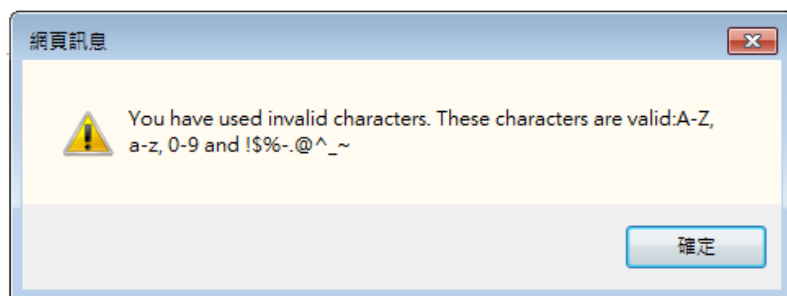 網頁訊息
You have used invalid characters. These characters are valid:A-Z,
a-z, 0-9 and !$%-.@^_~
確定